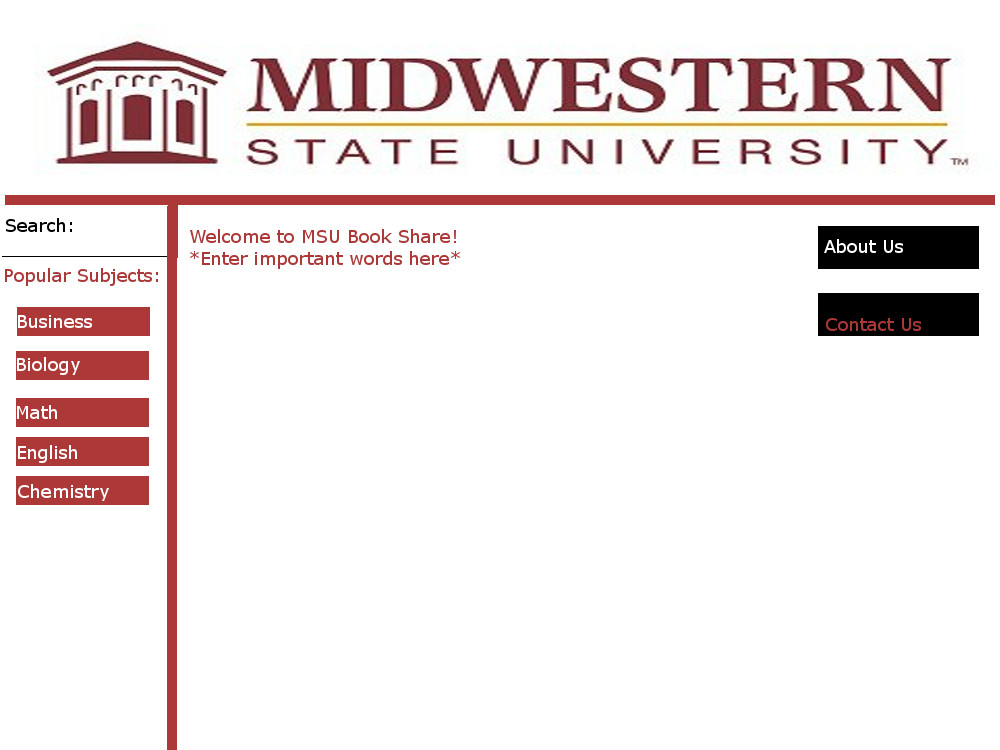 MIDWESTERN
STATE UNIVERSITY™
Search:
Popular Subjects:
Business
Biology
Math
English
Chemistry
Welcome to MSU Book Share!
*Enter important words here*
About Us
Contact Us